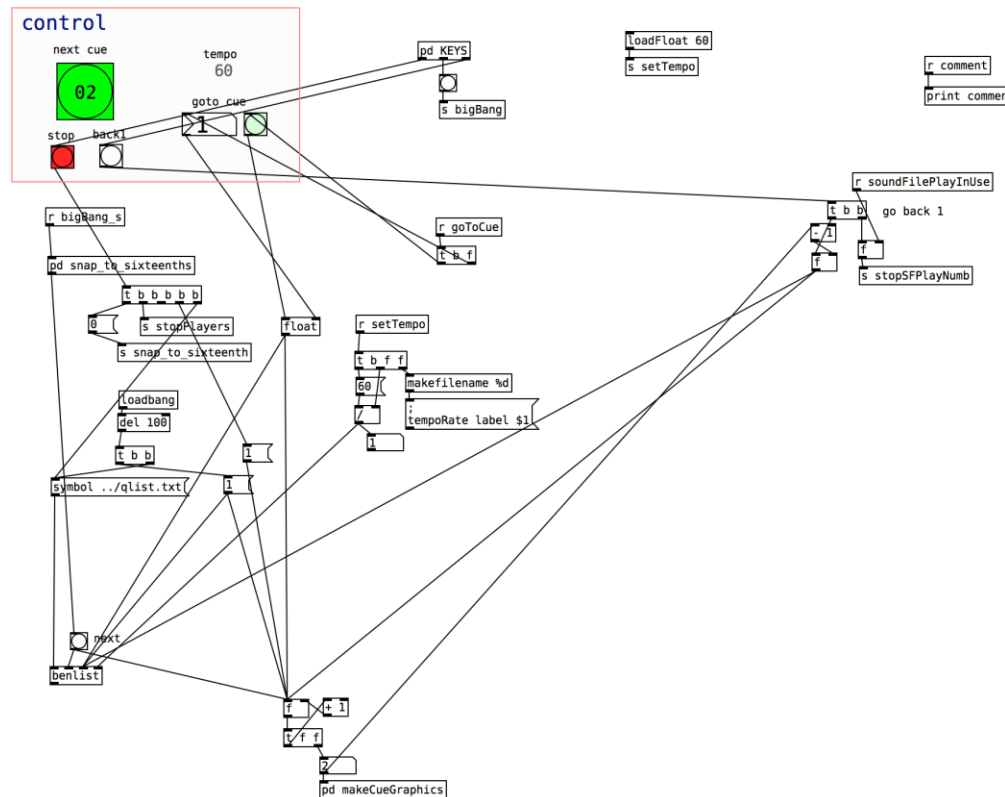 control
next cue
02
tempo
60
goto cue
1
stop
back1
pd KEYS
s bigBang
loadFloat 60
s setTempo
r comment
print commen
r soundFilePlayInUse
t b b
go back 1
- 1
f
f
s stopSFPlayNumb
r bigBang_s
pd snap_to_sixteenths
r goToCue
t b f
t b b b b b
0
s stopPlayers
s snap_to_sixteenth
float
r setTempo
t b f f
60
makefilename %d
/
;
tempoRate label $1
1
loadbang
del 100
t b b
1
symbol ../qlist.txt
1
next
benlist
f
+ 1
t f f
2
pd makeCueGraphics